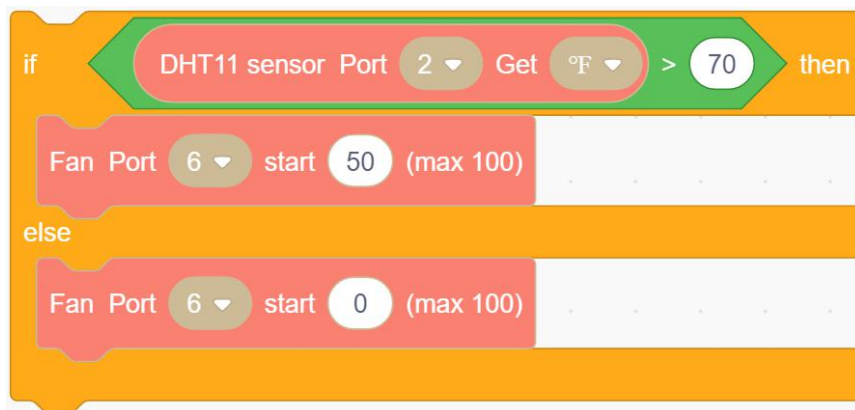 if DHT11 sensor Port 2 Get °F > 70 then
Fan Port 6 start 50 (max 100)
else
Fan Port 6 start 0 (max 100)